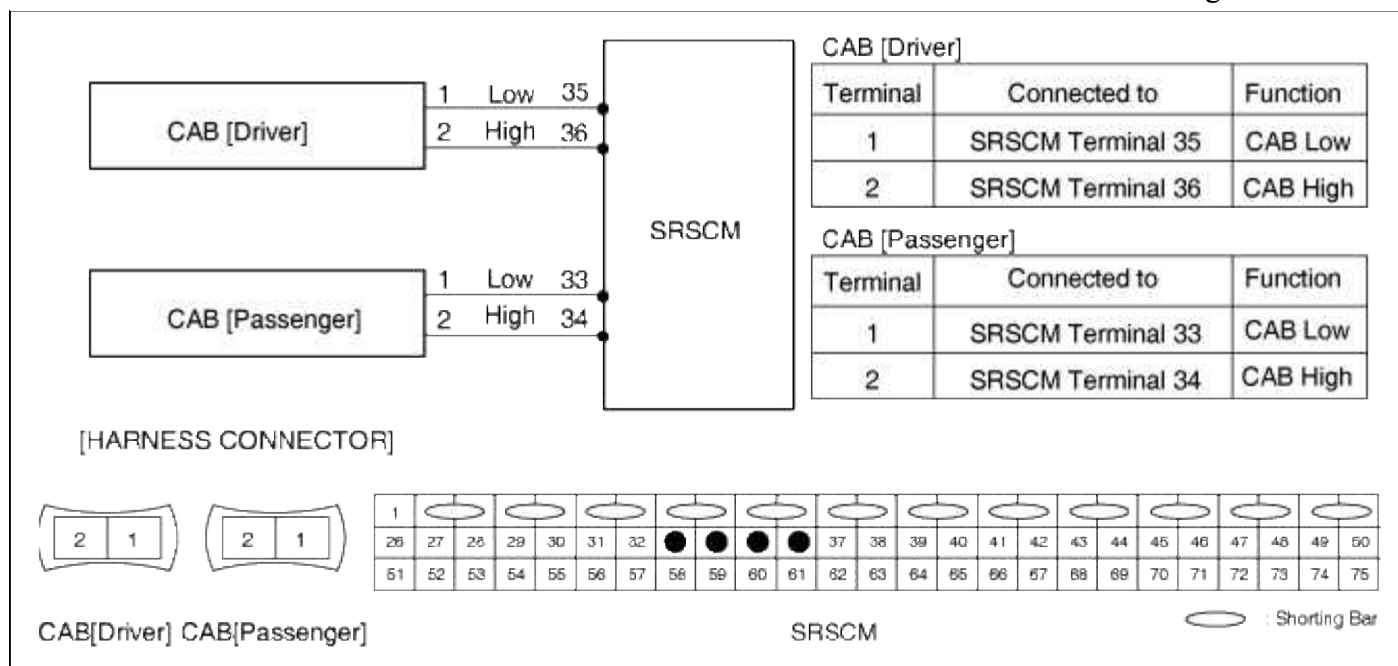 CAB [Driver]
1 Low 35
2 High 36
CAB [Passenger]
1 Low 33
2 High 34
SRSCM
CAB [Driver]
Terminal Connected to Function
1 SRSCM Terminal 35 CAB Low
2 SRSCM Terminal 36 CAB High
CAB [Passenger]
Terminal Connected to Function
1 SRSCM Terminal 33 CAB Low
2 SRSCM Terminal 34 CAB High
[HARNESS CONNECTOR]
2 1
2 1
1
26 27 28 29 30 31 32 37 38 39 40 41 42 43 44 45 46 47 48 49 50
51 52 53 54 55 56 57 58 59 60 61 62 63 64 65 66 67 68 69 70 71 72 73 74 75
CAB[Driver] CAB[Passenger]
SRSCM
: Shorting Bar